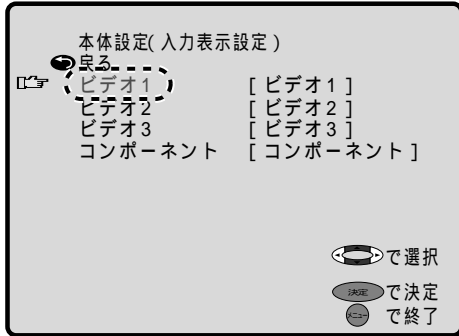 本体設定(入力表示設定)
戻る
ビデオ1 [ビデオ1]
ビデオ2 [ビデオ2]
ビデオ3 [ビデオ3]
コンポーネント [コンポーネント]
で選択
決定 で決定
メニュー で終了